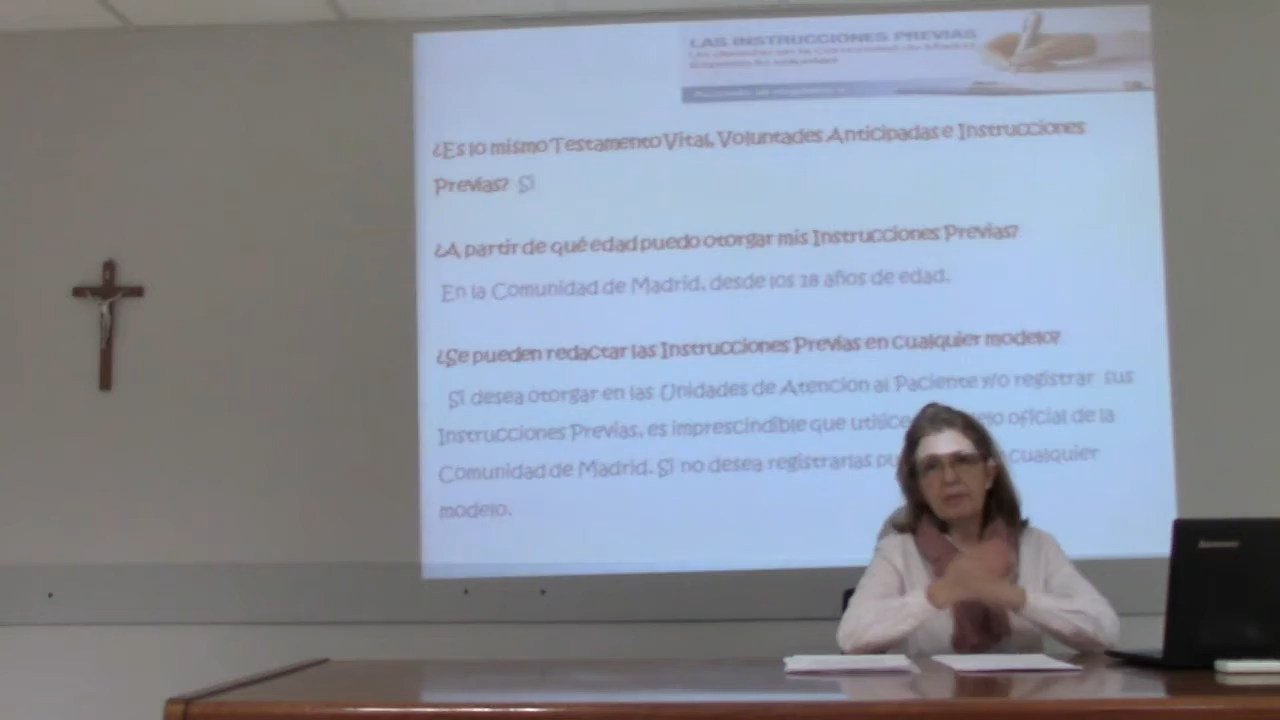 LAS INSTRUCCIONES PREVIAS
¿Es lo mismo Testamento Vital, Voluntades Anticipadas e Instrucciones
Previas? Si
¿A partir de qué edad puedo otorgar mis Instrucciones Previas?
En la Comunidad de Madrid, desde los 18 años de edad.
¿Se pueden redactar las Instrucciones Previas en cualquier modelo?
Si desea otorgar en las Unidades de Atencion al Paciente y/o registrar sus
Instrucciones Previas, es imprescindible que utilice oficial de la
Comunidad de Madrid. Si no desea registrarlas cualquier
modelo.